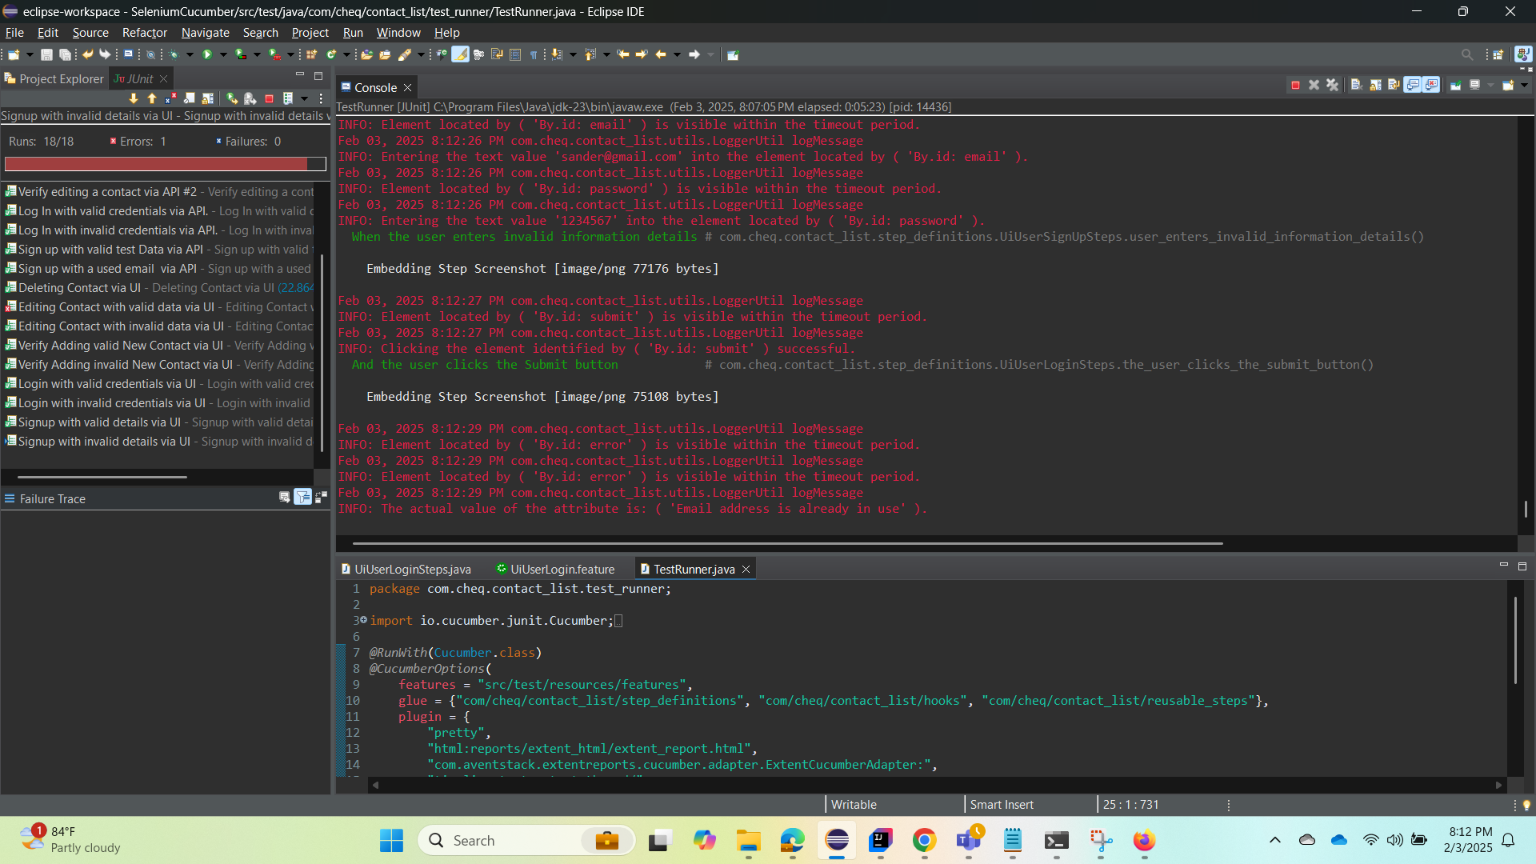 eclipse-workspace - SeleniumCucumber/src/test/java/com/cheq/contact_list/test_runner/TestRunner.java - Eclipse IDE
File Edit Source Refactor Navigate Search Project Run Window Help
Project Explorer
JUnit
Console
TestRunner [JUnit] C:\Program Files\Java\jdk-23\bin\javaw.exe (Feb 3, 2025, 8:07:05 PM elapsed: 0:05:23) [pid: 14436]
Signup with invalid details via UI - Signup with invalid details v
Runs: 18/18
Errors: 1
Failures: 0
Verify editing a contact via API #2 - Verify editing a cont
Log In with valid credentials via API. - Log In with valid c
Log In with invalid credentials via API. - Log In with inva
Sign up with valid test Data via API - Sign up with valid
Sign up with a used email via API - Sign up with a used
Deleting Contact via UI - Deleting Contact via UI (22.864
Editing Contact with valid data via UI - Editing Contact v
Editing Contact with invalid data via UI - Editing Contac
Verify Adding valid New Contact via UI - Verify Adding v
Verify Adding invalid New Contact via UI - Verify Adding
Login with valid credentials via UI - Login with valid cred
Login with invalid credentials via UI - Login with invalid
Signup with valid details via UI - Signup with valid detai
Signup with invalid details via UI - Signup with invalid d
Failure Trace
INFO: Element located by ( 'By.id: email' ) is visible within the timeout period.
Feb 03, 2025 8:12:26 PM com.cheq.contact_list.utils.LoggerUtil logMessage
INFO: Entering the text value 'sander@gmail.com' into the element located by ( 'By.id: email' ).
Feb 03, 2025 8:12:26 PM com.cheq.contact_list.utils.LoggerUtil logMessage
INFO: Element located by ( 'By.id: password' ) is visible within the timeout period.
Feb 03, 2025 8:12:26 PM com.cheq.contact_list.utils.LoggerUtil logMessage
INFO: Entering the text value '1234567' into the element located by ( 'By.id: password' ).
When the user enters invalid information details # com.cheq.contact_list.step_definitions.UiUserSignUpSteps.user_enters_invalid_information_details()
Embedding Step Screenshot [image/png 77176 bytes]
Feb 03, 2025 8:12:27 PM com.cheq.contact_list.utils.LoggerUtil logMessage
INFO: Element located by ( 'By.id: submit' ) is visible within the timeout period.
Feb 03, 2025 8:12:27 PM com.cheq.contact_list.utils.LoggerUtil logMessage
INFO: Clicking the element identified by ( 'By.id: submit' ) successful.
And the user clicks the Submit button # com.cheq.contact_list.step_definitions.UiUserLoginSteps.the_user_clicks_the_submit_button()
Embedding Step Screenshot [image/png 75108 bytes]
Feb 03, 2025 8:12:29 PM com.cheq.contact_list.utils.LoggerUtil logMessage
INFO: Element located by ( 'By.id: error' ) is visible within the timeout period.
Feb 03, 2025 8:12:29 PM com.cheq.contact_list.utils.LoggerUtil logMessage
INFO: Element located by ( 'By.id: error' ) is visible within the timeout period.
Feb 03, 2025 8:12:29 PM com.cheq.contact_list.utils.LoggerUtil logMessage
INFO: The actual value of the attribute is: ( 'Email address is already in use' ).
UiUserLoginSteps.java
UiUserLogin.feature
TestRunner.java
1 package com.cheq.contact_list.test_runner;
2
3 import io.cucumber.junit.Cucumber;
6
7 @RunWith(Cucumber.class)
8 @CucumberOptions(
9 features = "src/test/resources/features",
10 glue = {"com/cheq/contact_list/step_definitions", "com/cheq/contact_list/hooks", "com/cheq/contact_list/reusable_steps"},
11 plugin = {
12 "pretty",
13 "html:reports/extent_html/extent_report.html",
14 "com.aventstack.extentreports.cucumber.adapter.ExtentCucumberAdapter:",
Writable
Smart Insert
25 : 1 : 731
1
84°F
Partly cloudy
Search
8:12 PM
2/3/2025